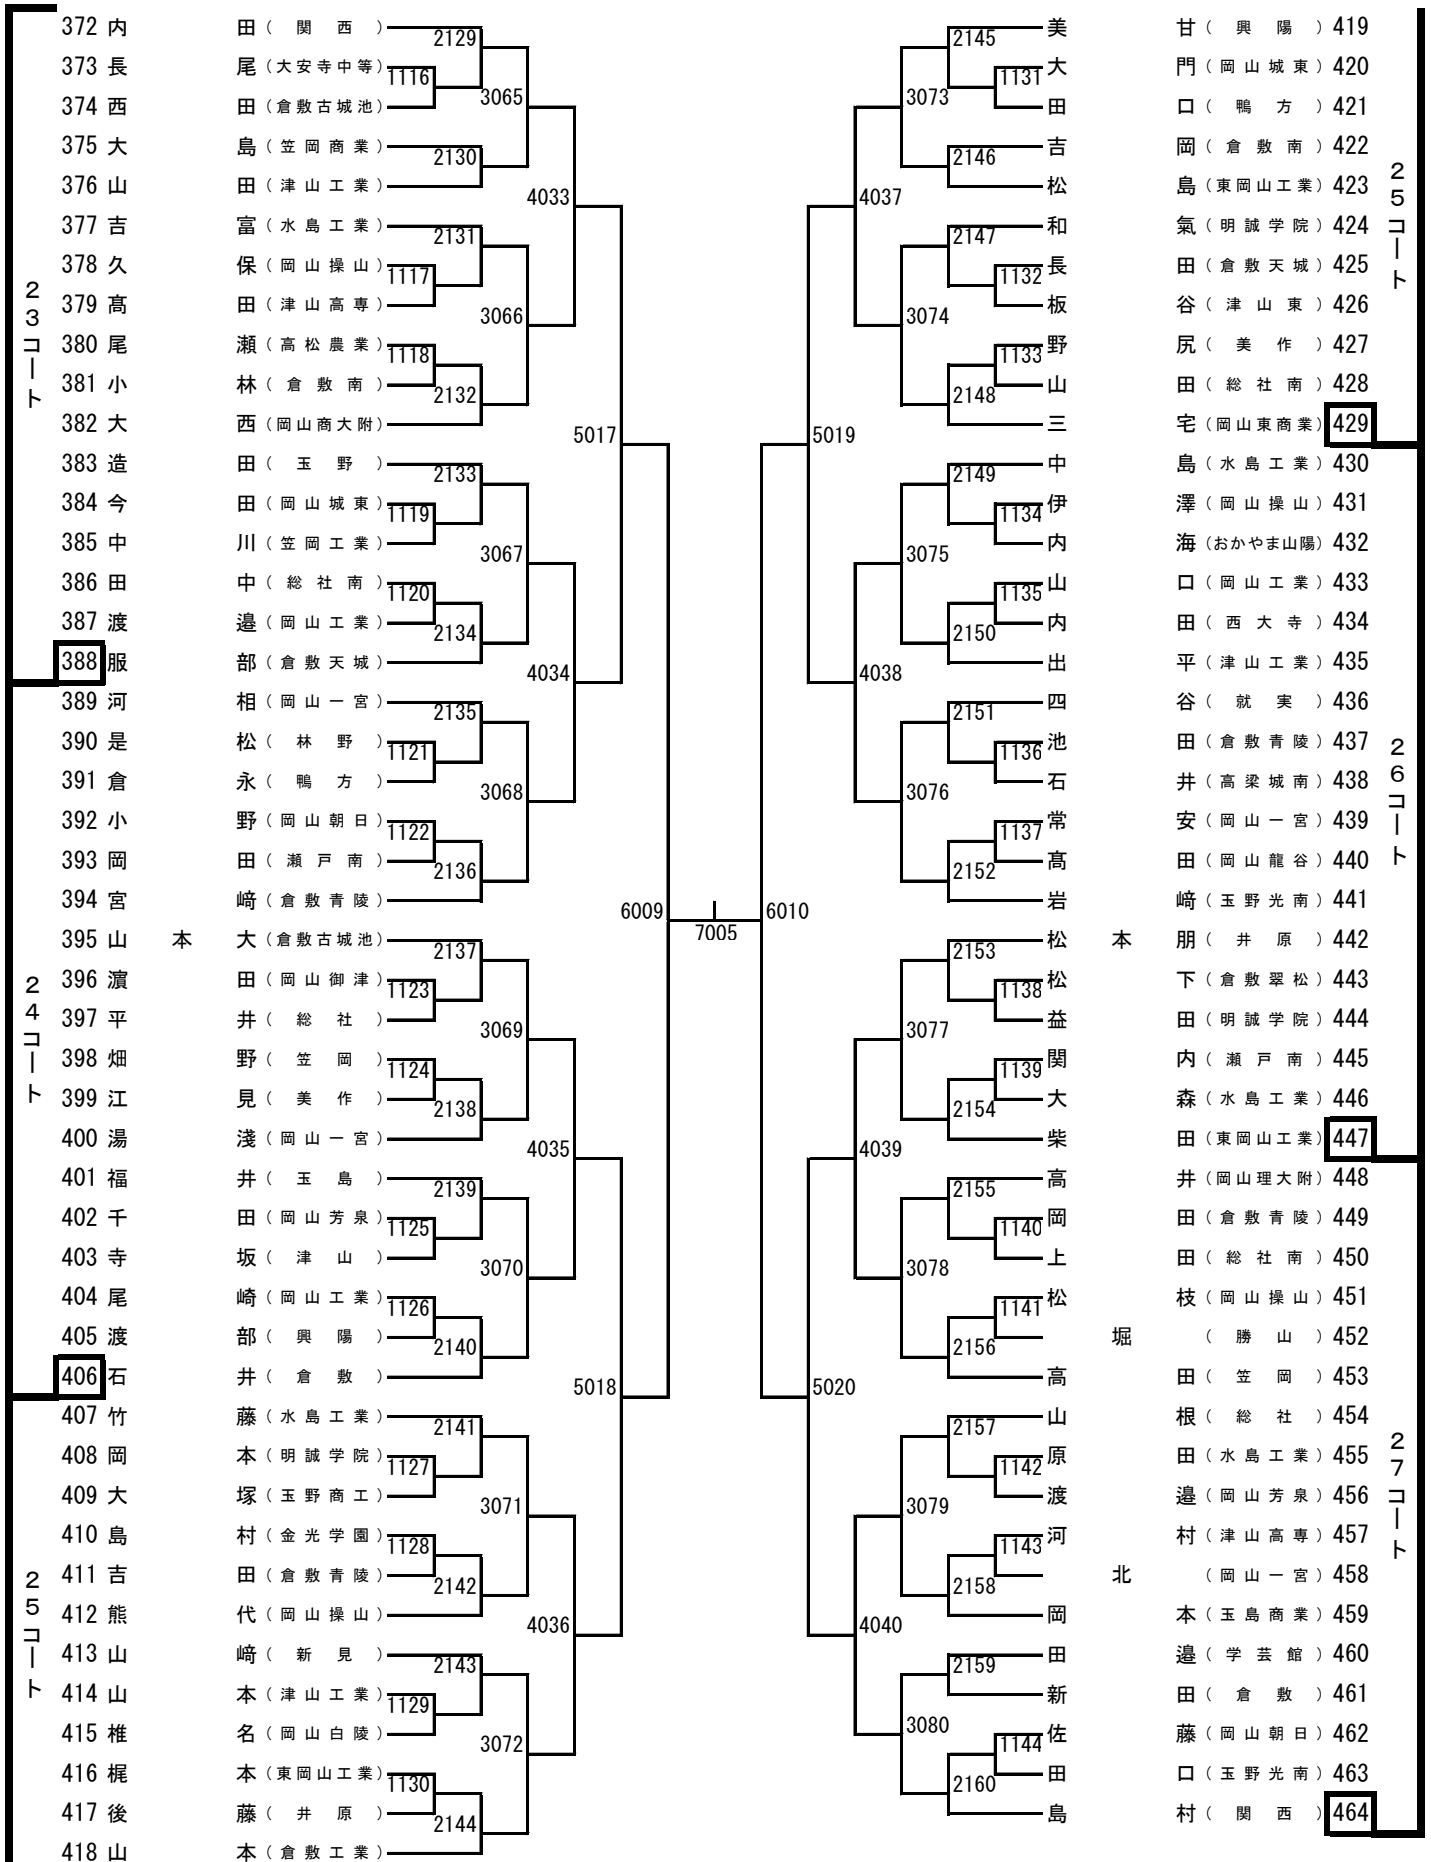 372 内田（関西）
373 長尾（大安寺中等）
374 西田（倉敷古城池）
375 大島（笠岡商業）
376 山田（津山工業）
377 吉富（水島工業）
378 久保（岡山操山）
379 髙田（津山高専）
380 尾瀬（高松農業）
381 小林（倉敷南）
382 大西（岡山商大附）
383 造田（玉野）
384 今田（岡山城東）
385 中川（笠岡工業）
386 田中（総社南）
387 渡邉（岡山工業）
388 服部（倉敷天城）
23コート
389 河相（岡山一宮）
390 是松（林野）
391 倉永（鴨方）
392 小野（岡山朝日）
393 岡田（瀬戸南）
394 宮﨑（倉敷青陵）
395 山本大（倉敷古城池）
396 濵田（岡山御津）
397 平井（総社）
398 畑野（笠岡）
399 江見（美作）
400 湯淺（岡山一宮）
401 福井（玉島）
402 千田（岡山芳泉）
403 寺坂（津山）
404 尾崎（岡山工業）
405 渡部（興陽）
406 石井（倉敷）
24コート
407 竹藤（水島工業）
408 岡本（明誠学院）
409 大塚（玉野商工）
410 島村（金光学園）
411 吉田（倉敷青陵）
412 熊代（岡山操山）
413 山﨑（新見）
414 山本（津山工業）
415 椎名（岡山白陵）
416 梶本（東岡山工業）
417 後藤（井原）
418 山本（倉敷工業）
25コート
1116
1117
1118
1119
1120
1121
1122
1123
1124
1125
1126
1127
1128
1129
1130
2129
2130
2131
2132
2133
2134
2135
2136
2137
2138
2139
2140
2141
2142
2143
2144
3065
3066
3067
3068
3069
3070
3071
3072
4033
4034
4035
4036
5017
5018
6009
7005
6010
5019
5020
4037
4038
4039
4040
3073
3074
3075
3076
3077
3078
3079
3080
2145
2146
2147
2148
2149
2150
2151
2152
2153
2154
2155
2156
2157
2158
2159
2160
1131
1132
1133
1134
1135
1136
1137
1138
1139
1140
1141
1142
1143
1144
美甘（興陽）419
大門（岡山城東）420
田口（鴨方）421
吉岡（倉敷南）422
松島（東岡山工業）423
和氣（明誠学院）424
長田（倉敷天城）425
板谷（津山東）426
野尻（美作）427
山田（総社南）428
三宅（岡山東商業）429
25コート
中島（水島工業）430
伊澤（岡山操山）431
内海（おかやま山陽）432
山口（岡山工業）433
内田（西大寺）434
出平（津山工業）435
四谷（就実）436
池田（倉敷青陵）437
石井（高梁城南）438
常安（岡山一宮）439
髙田（岡山龍谷）440
岩﨑（玉野光南）441
松本朋（井原）442
松下（倉敷翠松）443
益田（明誠学院）444
関内（瀬戸南）445
大森（水島工業）446
柴田（東岡山工業）447
26コート
高井（岡山理大附）448
岡田（倉敷青陵）449
上田（総社南）450
松枝（岡山操山）451
堀（勝山）452
高田（笠岡）453
山根（総社）454
原田（水島工業）455
渡邉（岡山芳泉）456
河村（津山高専）457
北（岡山一宮）458
岡本（玉島商業）459
田邉（学芸館）460
新田（倉敷）461
佐藤（岡山朝日）462
田口（玉野光南）463
島村（関西）464
27コート